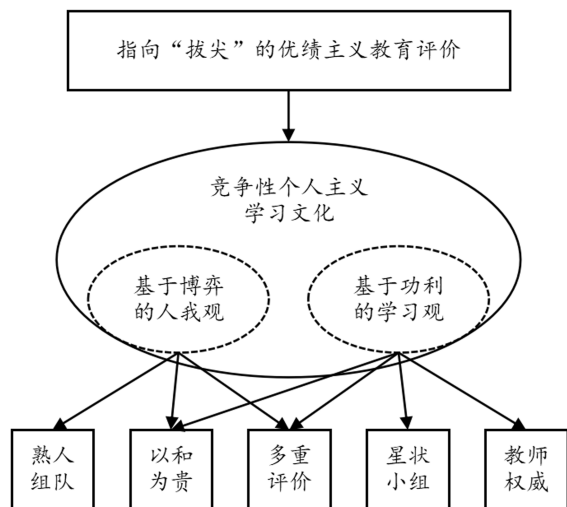 指向“拔尖”的优绩主义教育评价
竞争性个人主义
学习文化
基于博弈
的人我观
基于功利
的学习观
熟人
组队
以和
为贵
多重
评价
星状
小组
教师
权威